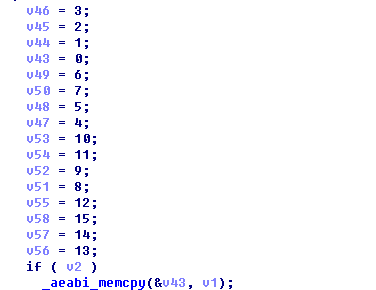 v46 = 3;
v45 = 2;
v44 = 1;
v43 = 0;
v49 = 6;
v50 = 7;
v48 = 5;
v47 = 4;
v53 = 10;
v54 = 11;
v52 = 9;
v51 = 8;
v55 = 12;
v58 = 15;
v57 = 14;
v56 = 13;
if ( v2 )
_aeabi_memcpy(&v43, v1);